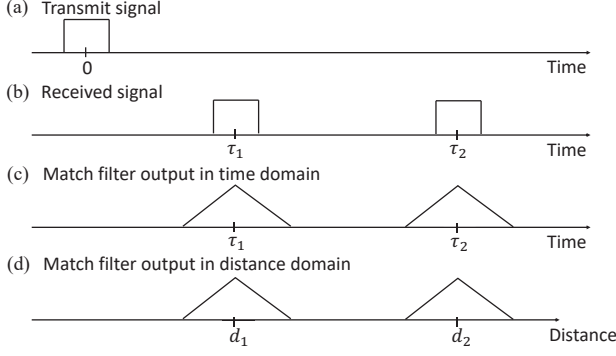 (a) Transmit signal
0
Time
(b) Received signal
τ1 τ2 Time
(c) Match filter output in time domain
τ1 τ2 Time
(d) Match filter output in distance domain
d1 d2 Distance